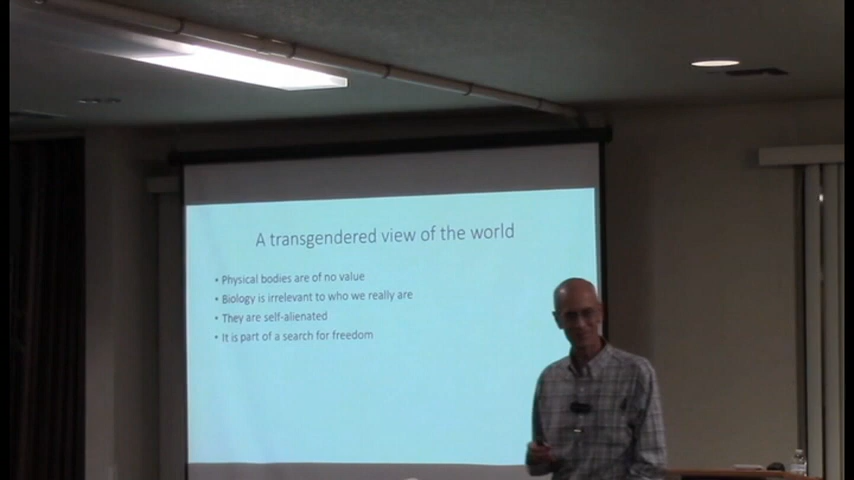 A transgendered view of the world
• Physical bodies are of no value
• Biology is irrelevant to who we really are
• They are self-alienated
• It is part of a search for freedom